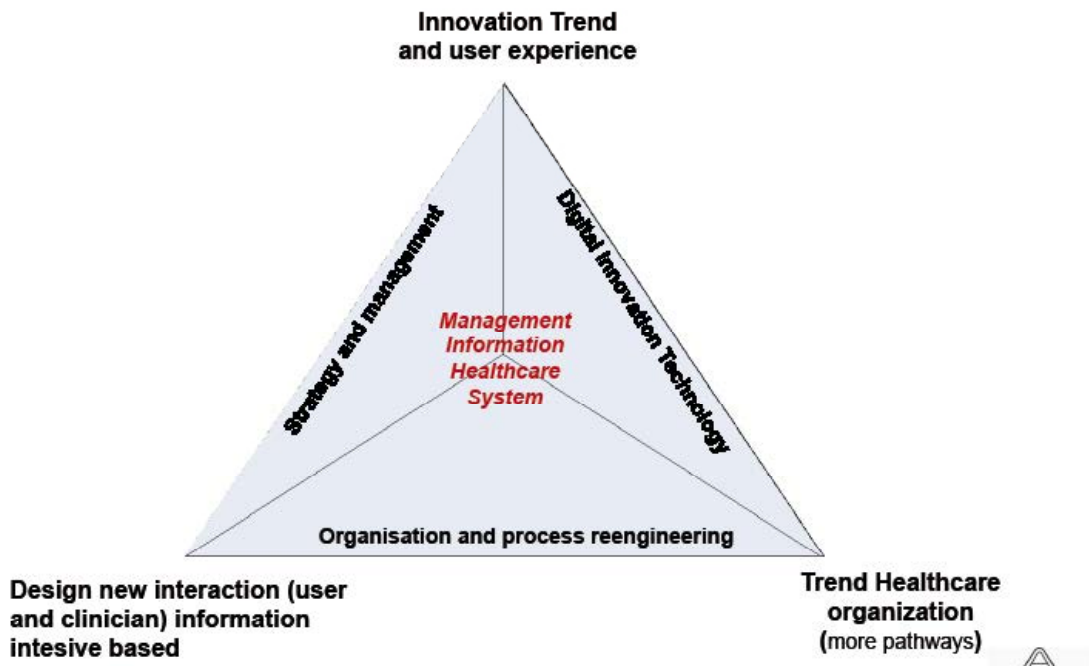 Innovation Trend
and user experience
Strategy and management
Digital Innovation Technology
Management
Information
Healthcare
System
Organisation and process reengineering
Design new interaction (user
and clinician) information
intesive based
Trend Healthcare
organization
(more pathways)